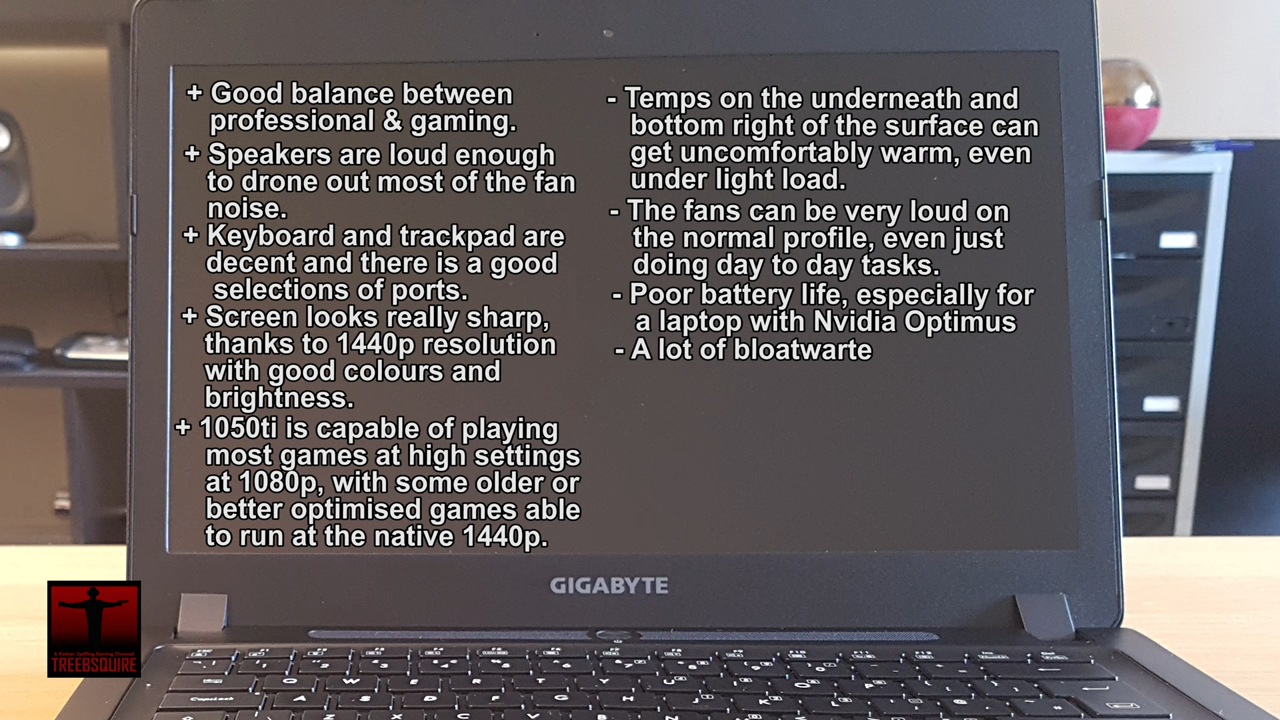 + Good balance between
professional & gaming.
+ Speakers are loud enough
to drone out most of the fan
noise.
+ Keyboard and trackpad are
decent and there is a good
selections of ports.
+ Screen looks really sharp,
thanks to 1440p resolution
with good colours and
brightness.
+ 1050ti is capable of playing
most games at high settings
at 1080p, with some older or
better optimised games able
to run at the native 1440p.
- Temps on the underneath and
bottom right of the surface can
get uncomfortably warm, even
under light load.
- The fans can be very loud on
the normal profile, even just
doing day to day tasks.
- Poor battery life, especially for
a laptop with Nvidia Optimus
- A lot of bloatwarte
GIGABYTE
TREEBSQUIRE